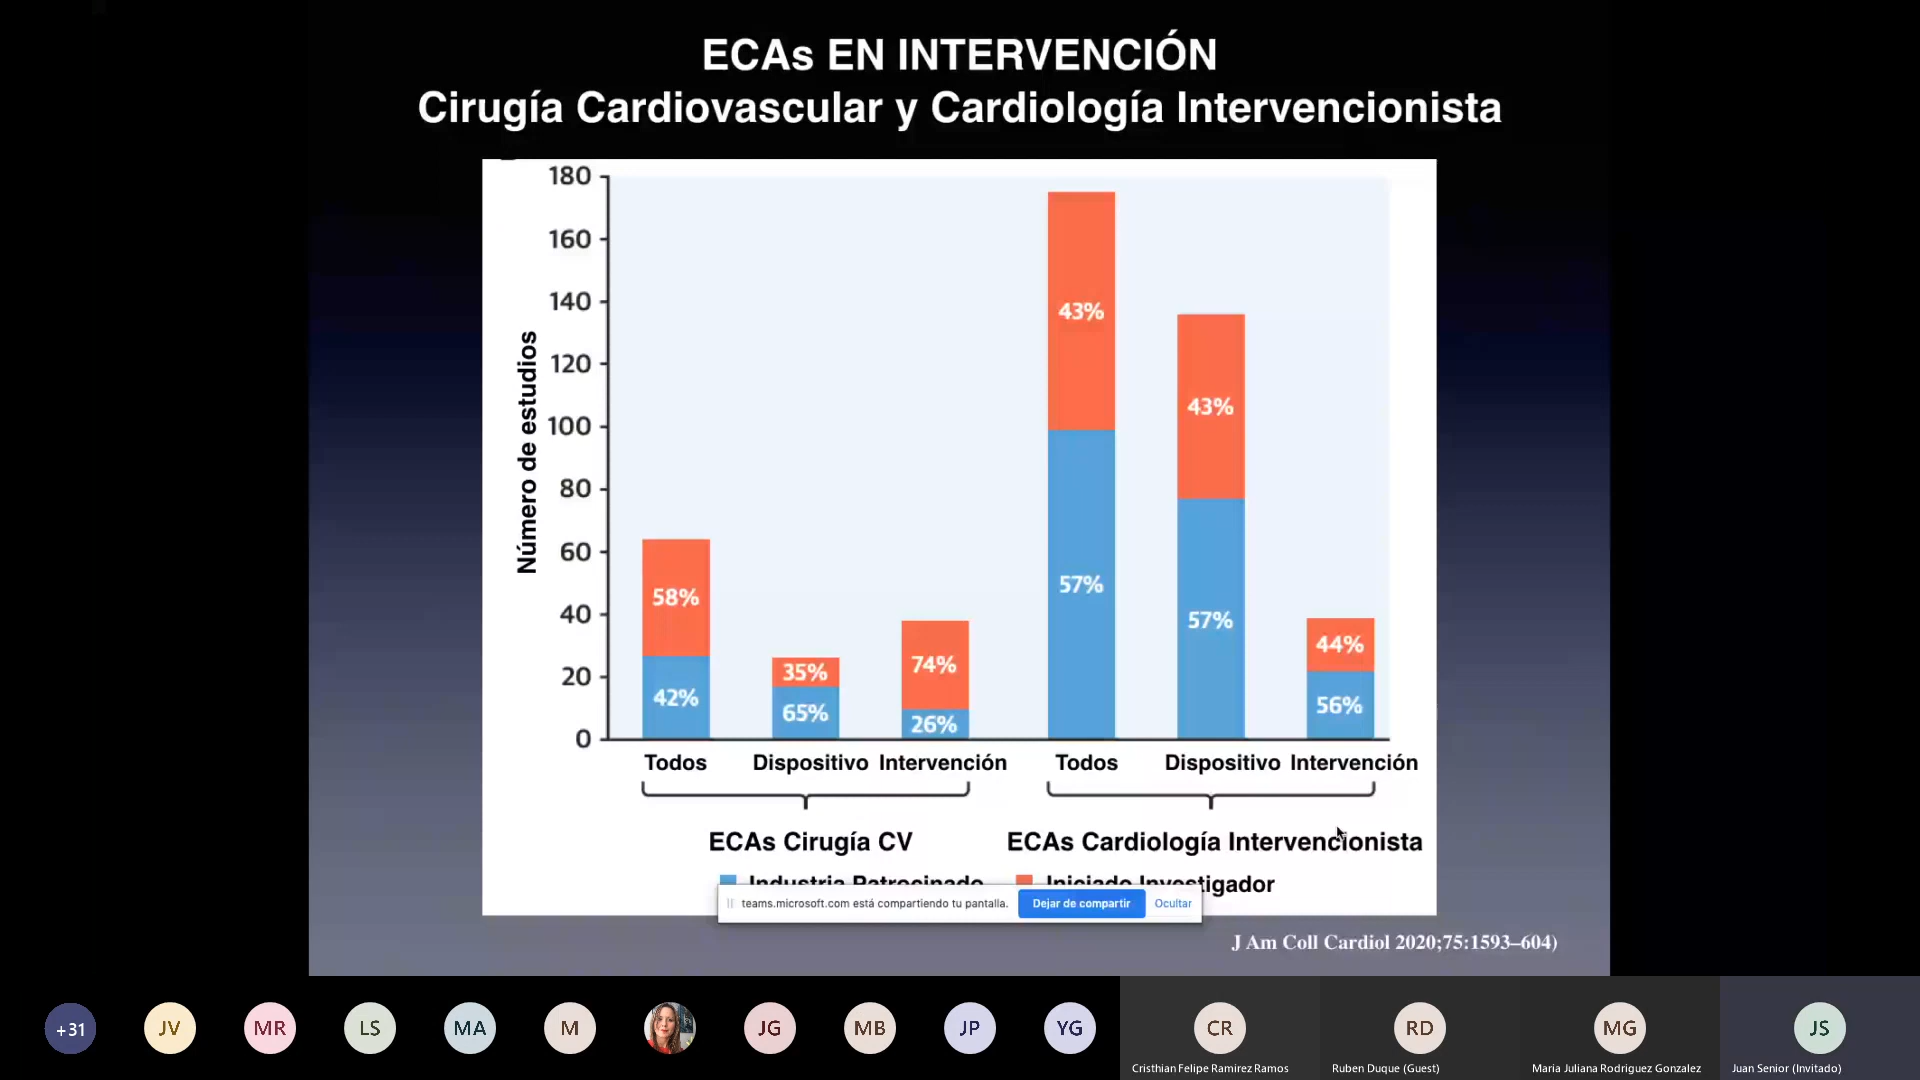 ECAs EN INTERVENCIÓN
Cirugía Cardiovascular y Cardiología Intervencionista
Número de estudios
180
160
140
120
100
80
60
40
20
0
58%
42%
35%
65%
74%
26%
43%
57%
43%
57%
44%
56%
Todos Dispositivo Intervención Todos Dispositivo Intervención
ECAs Cirugía CV ECAs Cardiología Intervencionista
Industria Patrocinado Iniciado Investigador
teams.microsoft.com está compartiendo tu pantalla. Dejar de compartir Ocultar
J Am Coll Cardiol 2020;75:1593–604)
+31 JV MR LS MA M JG MB JP YG CR RD MG JS
Cristhian Felipe Ramirez Ramos Ruben Duque (Guest) Maria Juliana Rodriguez Gonzalez Juan Senior (Invitado)